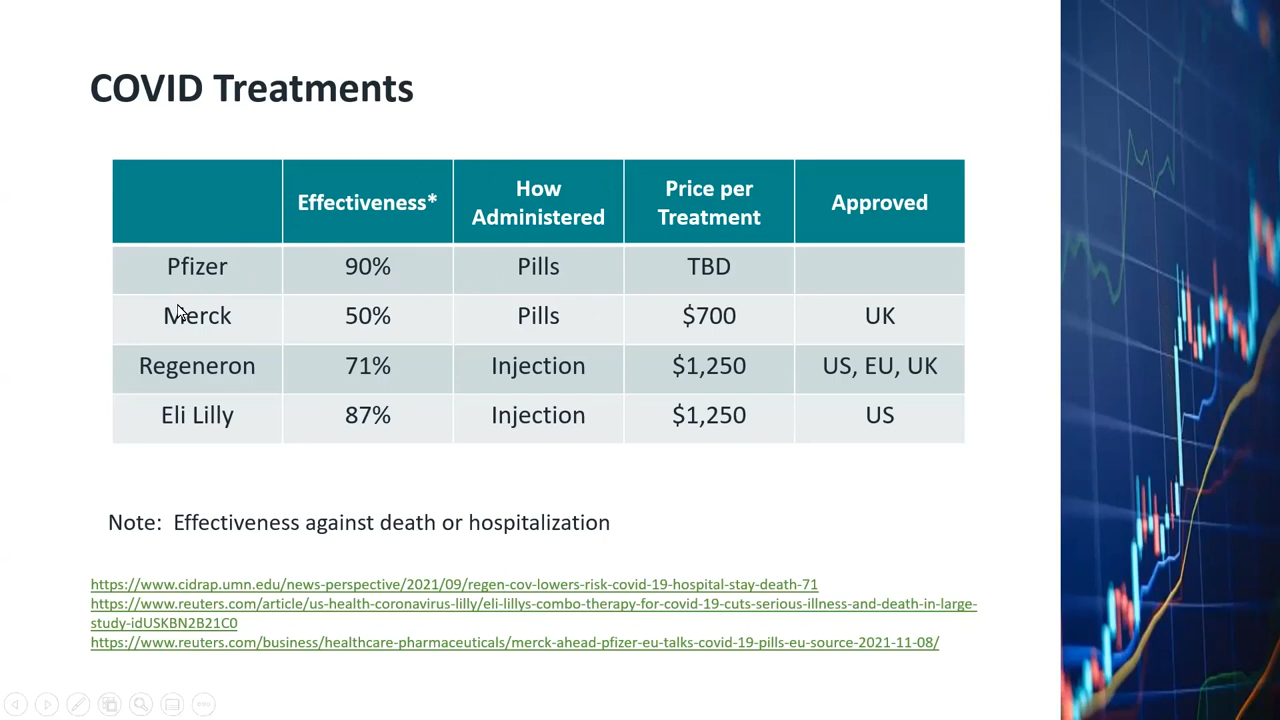 COVID Treatments
Effectiveness* How Administered Price per Treatment Approved
Pfizer 90% Pills TBD
Merck 50% Pills $700 UK
Regeneron 71% Injection $1,250 US, EU, UK
Eli Lilly 87% Injection $1,250 US
Note: Effectiveness against death or hospitalization
https://www.cidrap.umn.edu/news-perspective/2021/09/regen-cov-lowers-risk-covid-19-hospital-stay-death-71
https://www.reuters.com/article/us-health-coronavirus-lilly/eli-lillys-combo-therapy-for-covid-19-cuts-serious-illness-and-death-in-large-
study-idUSKBN2B21C0
https://www.reuters.com/business/healthcare-pharmaceuticals/merck-ahead-pfizer-eu-talks-covid-19-pills-eu-source-2021-11-08/